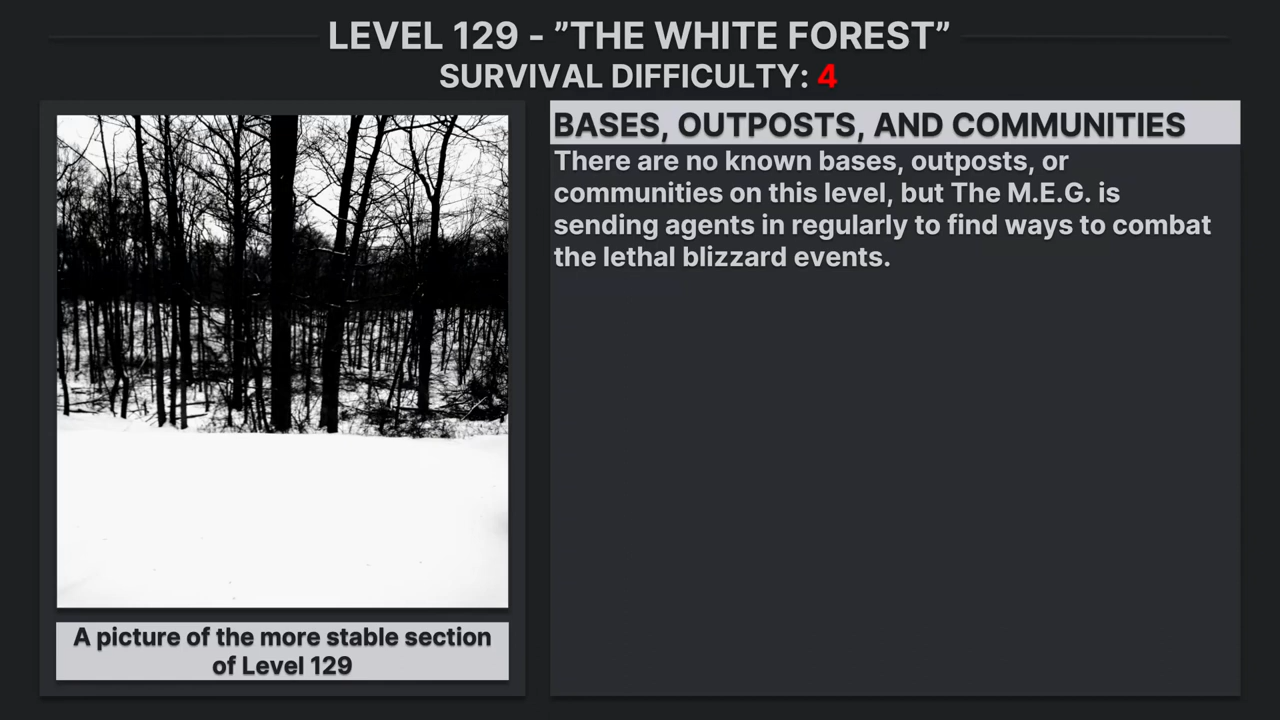 LEVEL 129 - ”THE WHITE FOREST”
SURVIVAL DIFFICULTY: 4
BASES, OUTPOSTS, AND COMMUNITIES
There are no known bases, outposts, or
communities on this level, but The M.E.G. is
sending agents in regularly to find ways to combat
the lethal blizzard events.
A picture of the more stable section
of Level 129